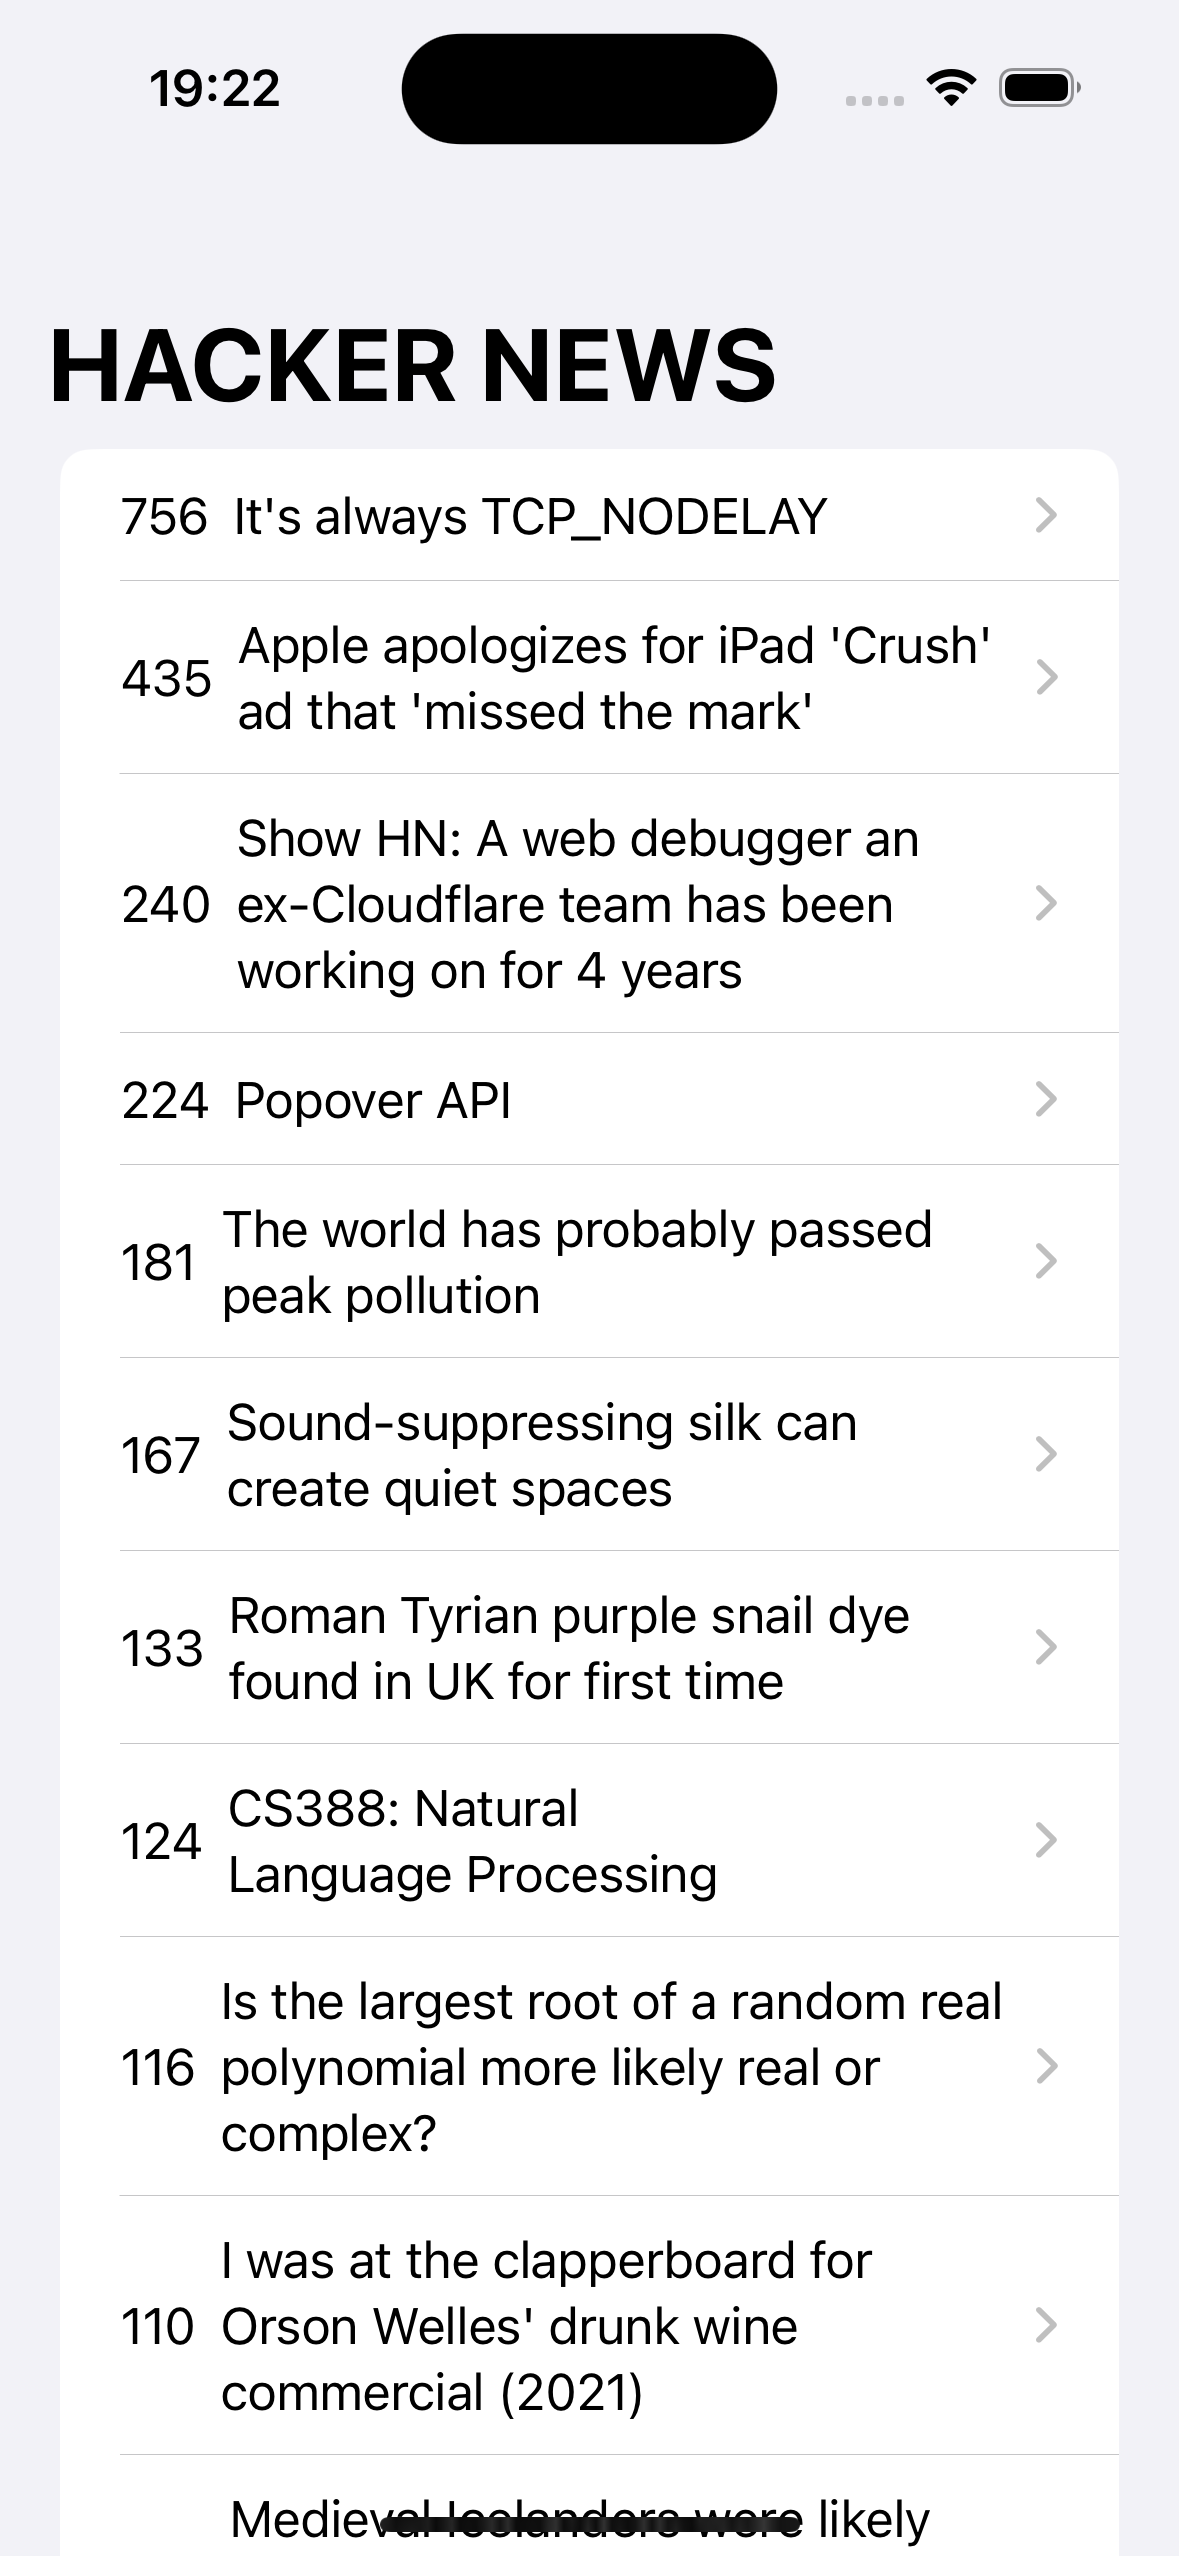 19:22
HACKER NEWS
756 It's always TCP_NODELAY
Apple apologizes for iPad 'Crush'
435
ad that 'missed the mark'
Show HN: A web debugger an
240 ex-Cloudflare team has been
working on for 4 years
224 Popover API
The world has probably passed
181
peak pollution
Sound-suppressing silk can
167
create quiet spaces
Roman Tyrian purple snail dye
133
found in UK for first time
CS388: Natural
124
Language Processing
Is the largest root of a random real
116 polynomial more likely real or
complex?
I was at the clapperboard for
110 Orson Welles' drunk wine
commercial (2021)
Medieval Icelanders were likely